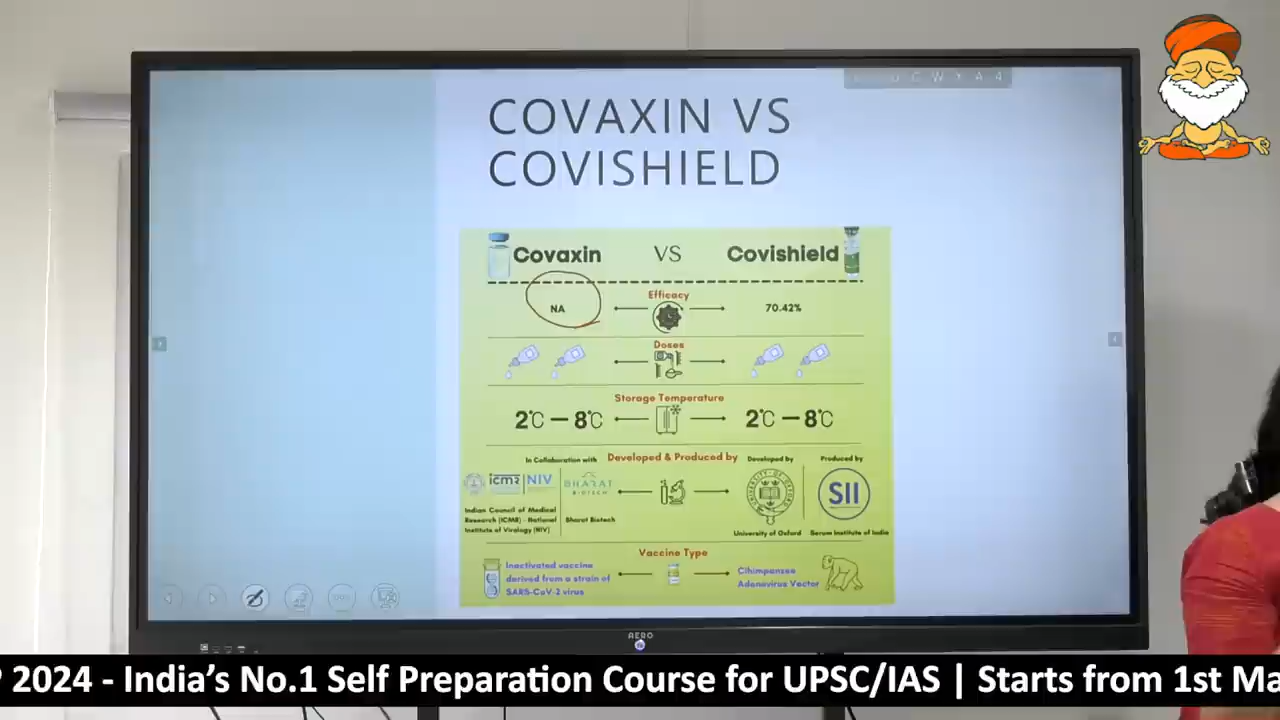 COVAXIN VS
COVISHIELD
Covaxin VS Covishield
Efficacy
NA
70.42%
Doses
Storage Temperature
2°C — 8°C
2°C — 8°C
Developed & Produced by
In Collaboration with
Developed by
Produced by
icmr NIV
BHARAT
BIOTECH
SII
Indian Council of Medical
Research (ICMR) - National
Institute of Virology (NIV)
Bharat Biotech
University of Oxford
Serum Institute of India
Vaccine Type
Inactivated vaccine
derived from a strain of
SARS-CoV-2 virus
Cihimpanzee
Adenovirus Vector
AERO
2024 - India's No.1 Self Preparation Course for UPSC/IAS | Starts from 1st Ma